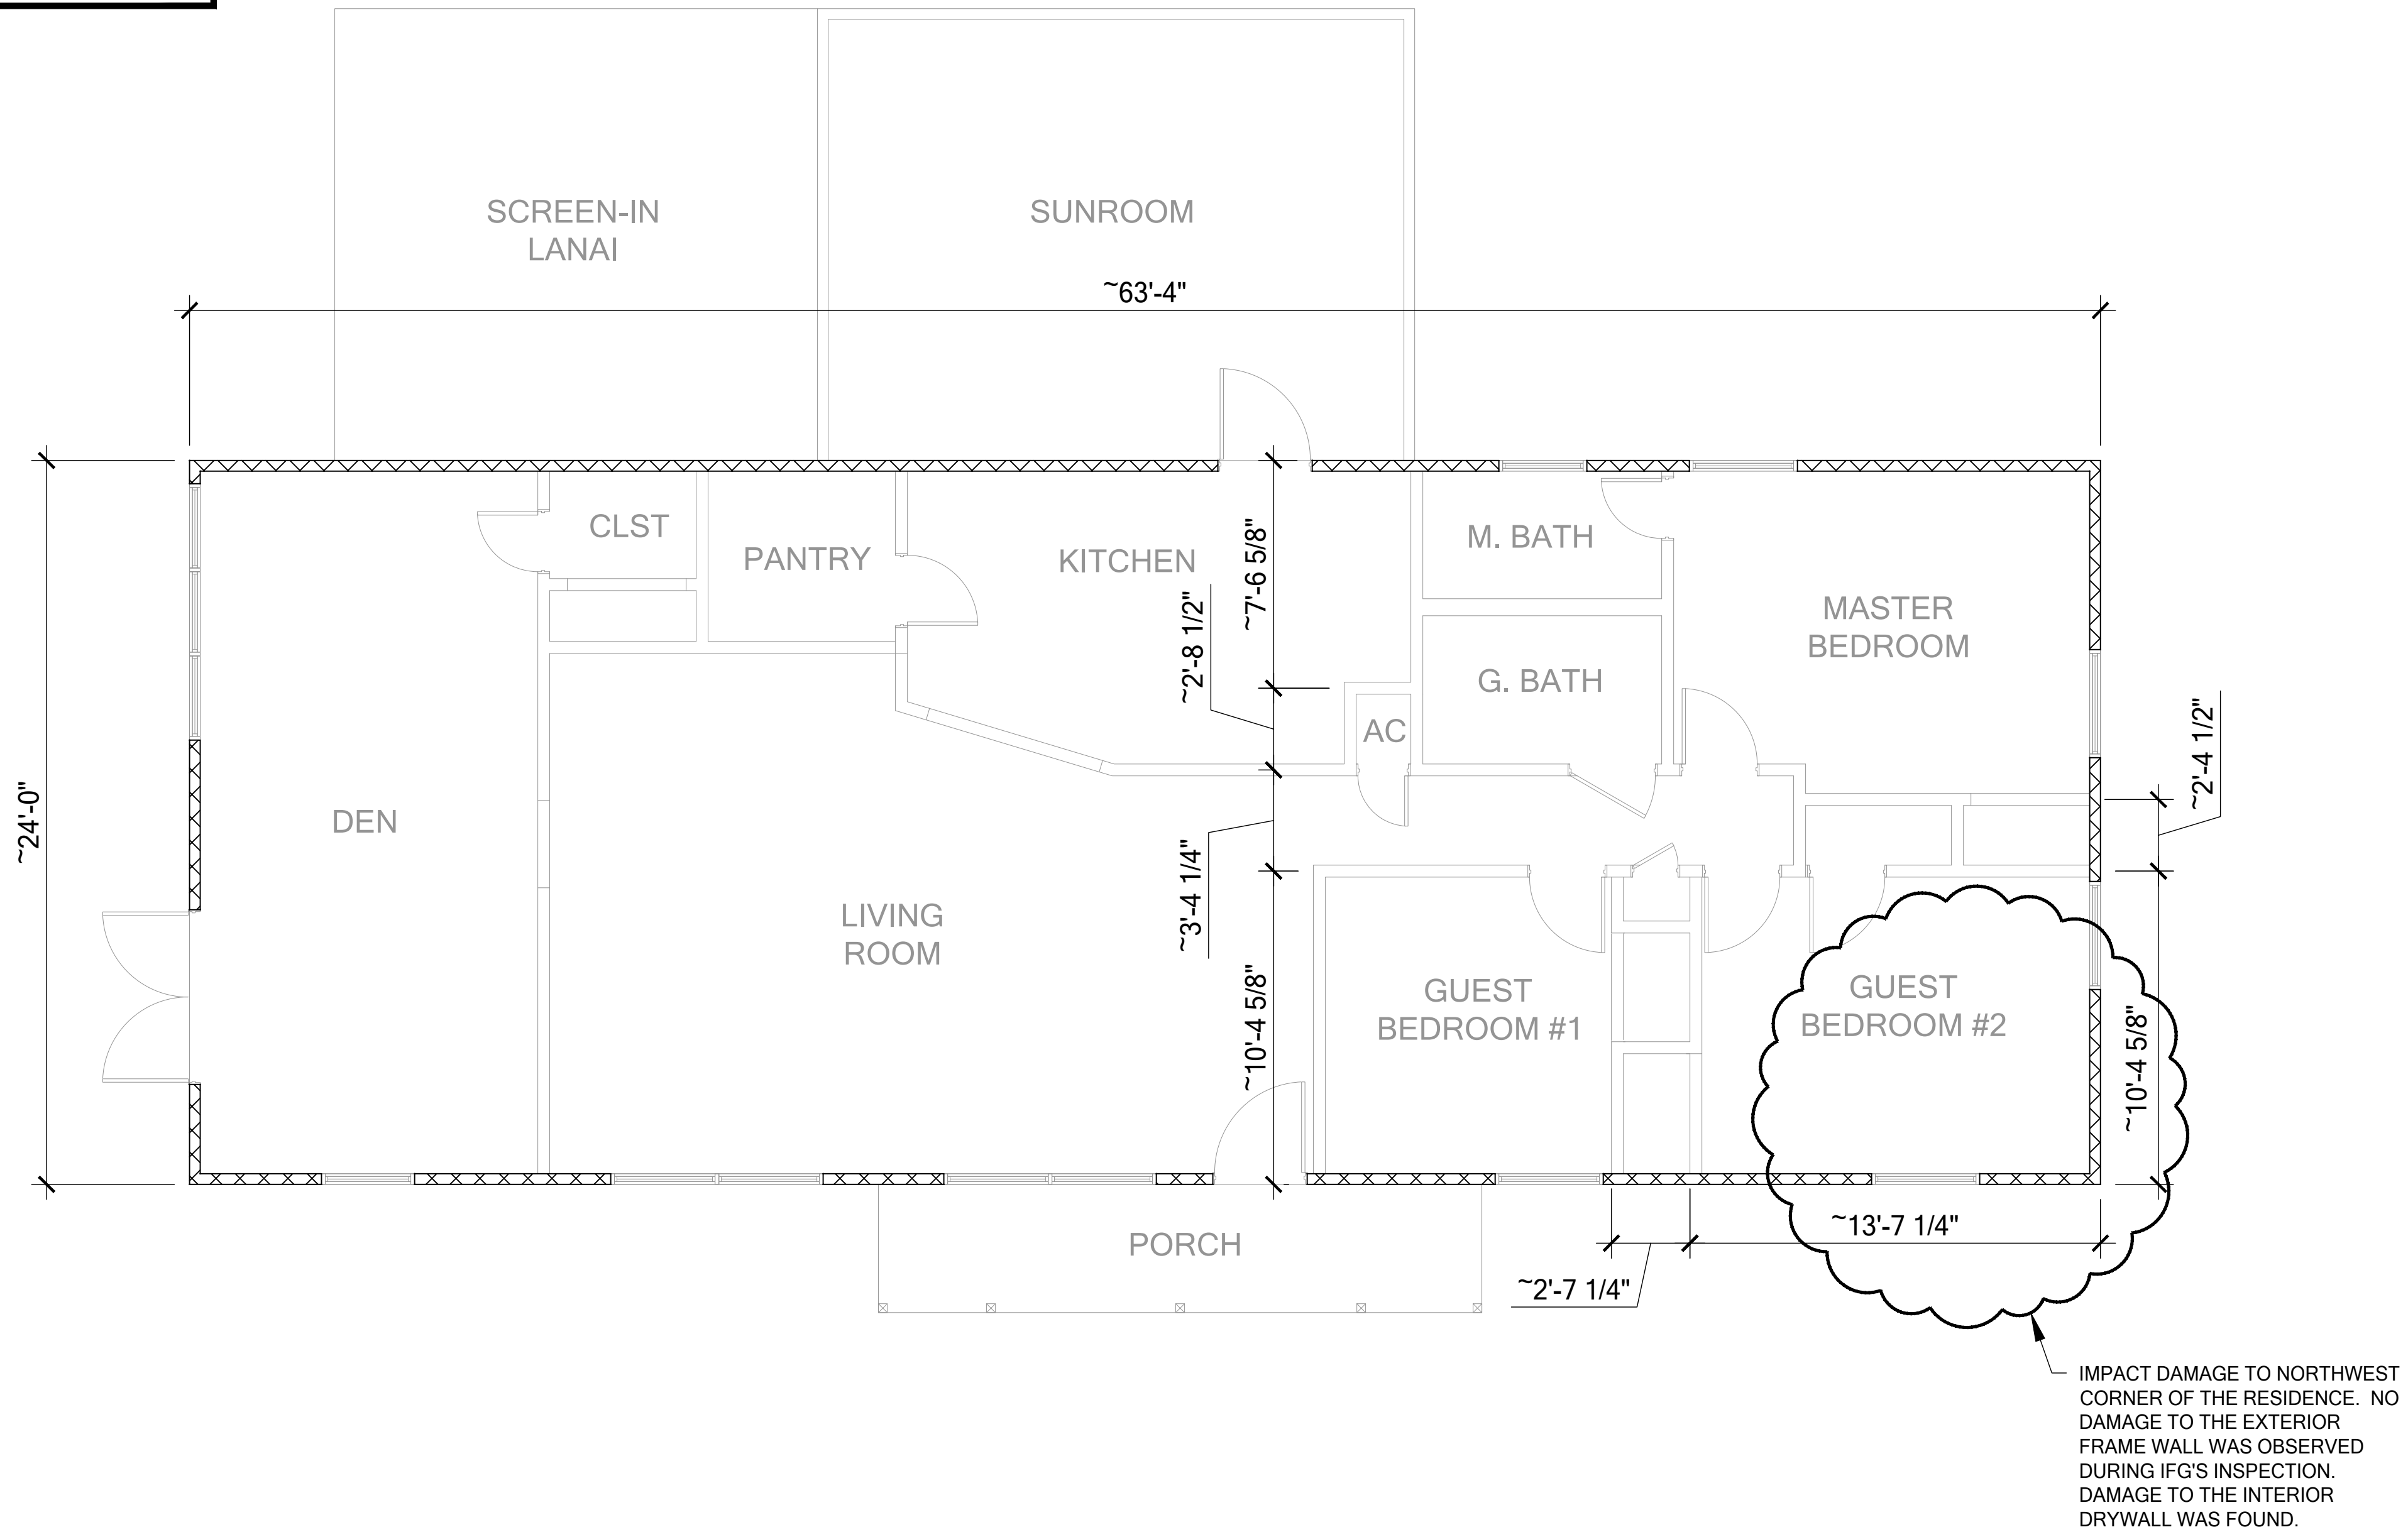 SCREEN-IN
LANAI
SUNROOM
~63'-4"
CLST
PANTRY
KITCHEN
~7'-6 5/8"
M. BATH
~2'-8 1/2"
MASTER
BEDROOM
G. BATH
AC
~2'-4 1/2"
~24'-0"
DEN
~3'-4 1/4"
LIVING
ROOM
~10'-4 5/8"
GUEST
BEDROOM #1
GUEST
BEDROOM #2
~10'-4 5/8"
PORCH
~13'-7 1/4"
~2'-7 1/4"
IMPACT DAMAGE TO NORTHWEST
CORNER OF THE RESIDENCE.  NO
DAMAGE TO THE EXTERIOR
FRAME WALL WAS OBSERVED
DURING IFG'S INSPECTION.
DAMAGE TO THE INTERIOR
DRYWALL WAS FOUND.